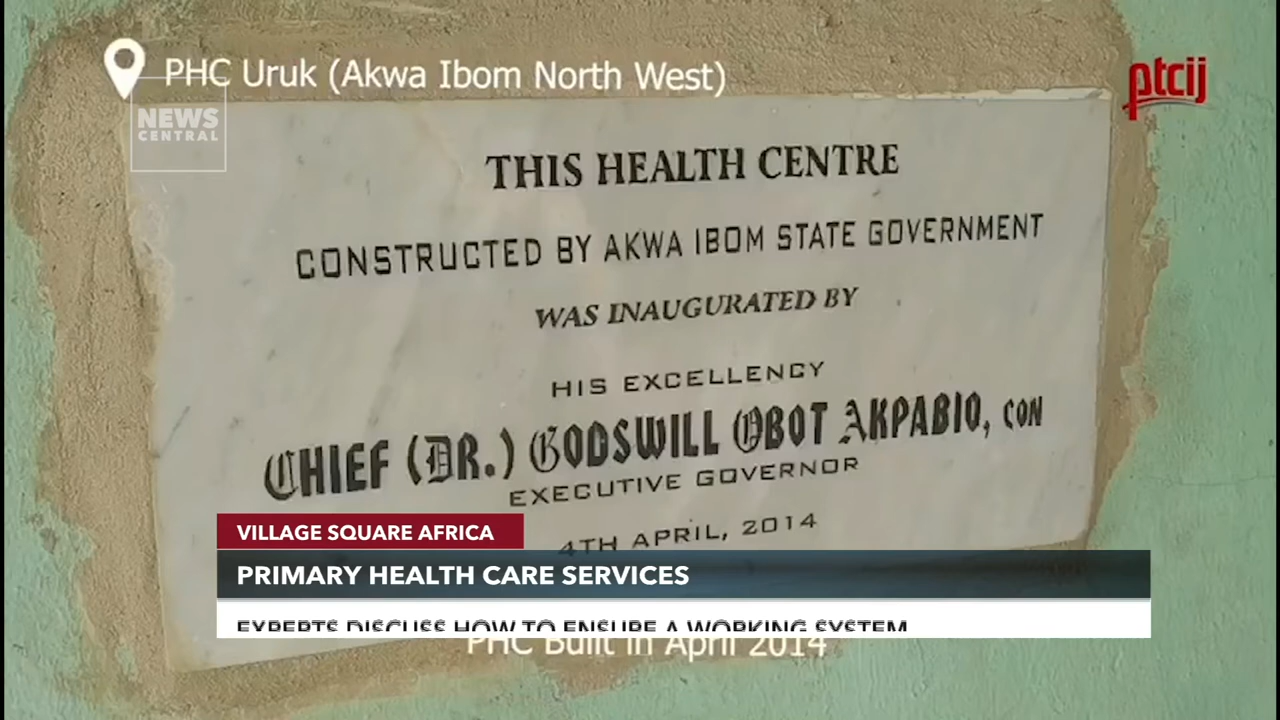 PHC Uruk (Akwa Ibom North West)
ptcij
NEWS
CENTRAL
THIS HEALTH CENTRE
CONSTRUCTED BY AKWA IBOM STATE GOVERNMENT
WAS INAUGURATED BY
HIS EXCELLENCY
CHIEF (DR.) GODSWILL OBOT AKPABIO, CON
EXECUTIVE GOVERNOR
4TH APRIL, 2014
VILLAGE SQUARE AFRICA
PRIMARY HEALTH CARE SERVICES
EXPERTS DISCUSS HOW TO ENSURE A WORKING SYSTEM
PHC Built in April 2014